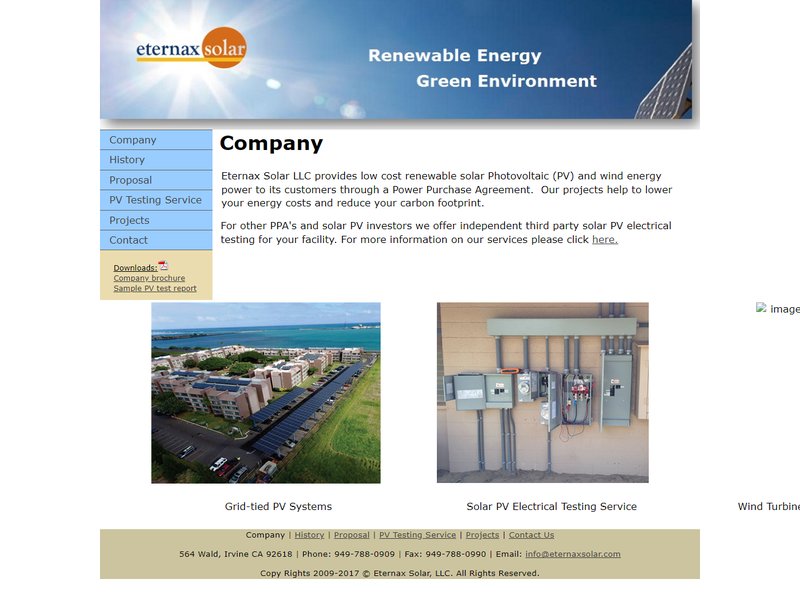 eternax solar
Renewable Energy
Green Environment
Company
History
Proposal
PV Testing Service
Projects
Contact
Downloads:
Company brochure
Sample PV test report
Company
Eternax Solar LLC provides low cost renewable solar Photovoltaic (PV) and wind energy
power to its customers through a Power Purchase Agreement.  Our projects help to lower
your energy costs and reduce your carbon footprint.
For other PPA's and solar PV investors we offer independent third party solar PV electrical
testing for your facility. For more information on our services please click here.
image
Grid-tied PV Systems
Solar PV Electrical Testing Service
Wind Turbine
Company | History | Proposal | PV Testing Service | Projects | Contact Us
564 Wald, Irvine CA 92618 | Phone: 949-788-0909 | Fax: 949-788-0990 | Email: info@eternaxsolar.com
Copy Rights 2009-2017 © Eternax Solar, LLC. All Rights Reserved.